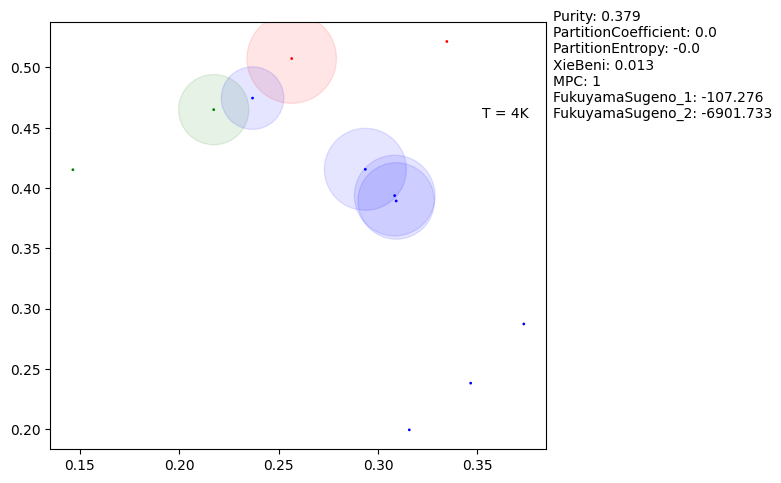 Purity: 0.379
PartitionCoefficient: 0.0
PartitionEntropy: -0.0
XieBeni: 0.013
MPC: 1
FukuyamaSugeno_1: -107.276
FukuyamaSugeno_2: -6901.733
T = 4K
0.50
0.45
0.40
0.35
0.30
0.25
0.20
0.15 0.20 0.25 0.30 0.35